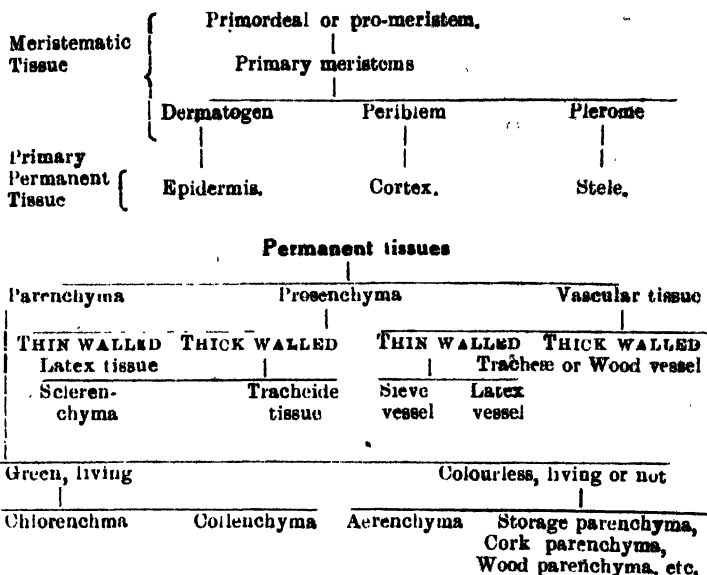 Primordeal or pro-meristem.
Meristematic
Tissue
Primary meristems
Dermatogen Periblem Plerome
Primary
Permanent
Tissue
Epidermis. Cortex. Stele.
Permanent tissues
Parenchyma Prosenchyma Vascular tissue
THIN WALLED THICK WALLED THIN WALLED THICK WALLED
Latex tissue Tracheæ or Wood vessel
Scleren- Tracheide Sieve Latex
chyma tissue vessel vessel
Green, living Colourless, living or not
Chlorenchma Collenchyma Aerenchyma Storage parenchyma,
Cork parenchyma,
Wood parenchyma, etc.